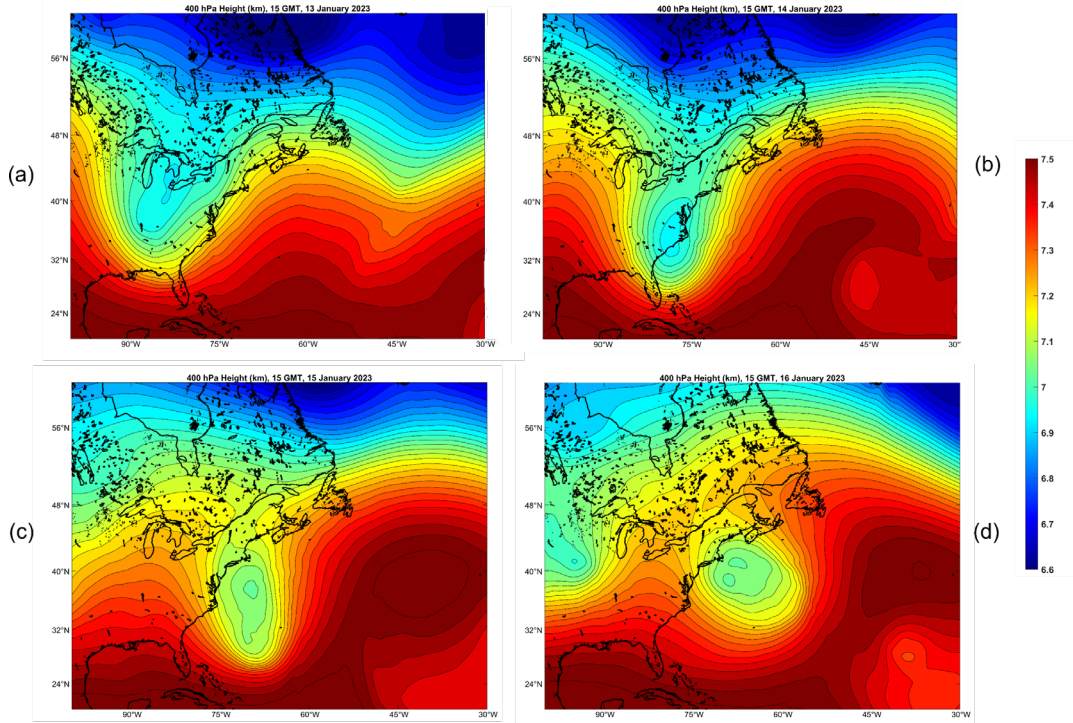 400 hPa Height (km), 15 GMT, 13 January 2023
56°N
48°N
40°N
32°N
24°N
90°W 75°W 60°W 45°W 30°W
(a)
400 hPa Height (km), 15 GMT, 14 January 2023
56°N
48°N
40°N
32°N
24°N
90°W 75°W 60°W 45°W 30°W
(b)
400 hPa Height (km), 15 GMT, 15 January 2023
56°N
48°N
40°N
32°N
24°N
90°W 75°W 60°W 45°W 30°W
(c)
400 hPa Height (km), 15 GMT, 16 January 2023
56°N
48°N
40°N
32°N
24°N
90°W 75°W 60°W 45°W 30°W
(d)
7.5
7.4
7.3
7.2
7.1
7
6.9
6.8
6.7
6.6